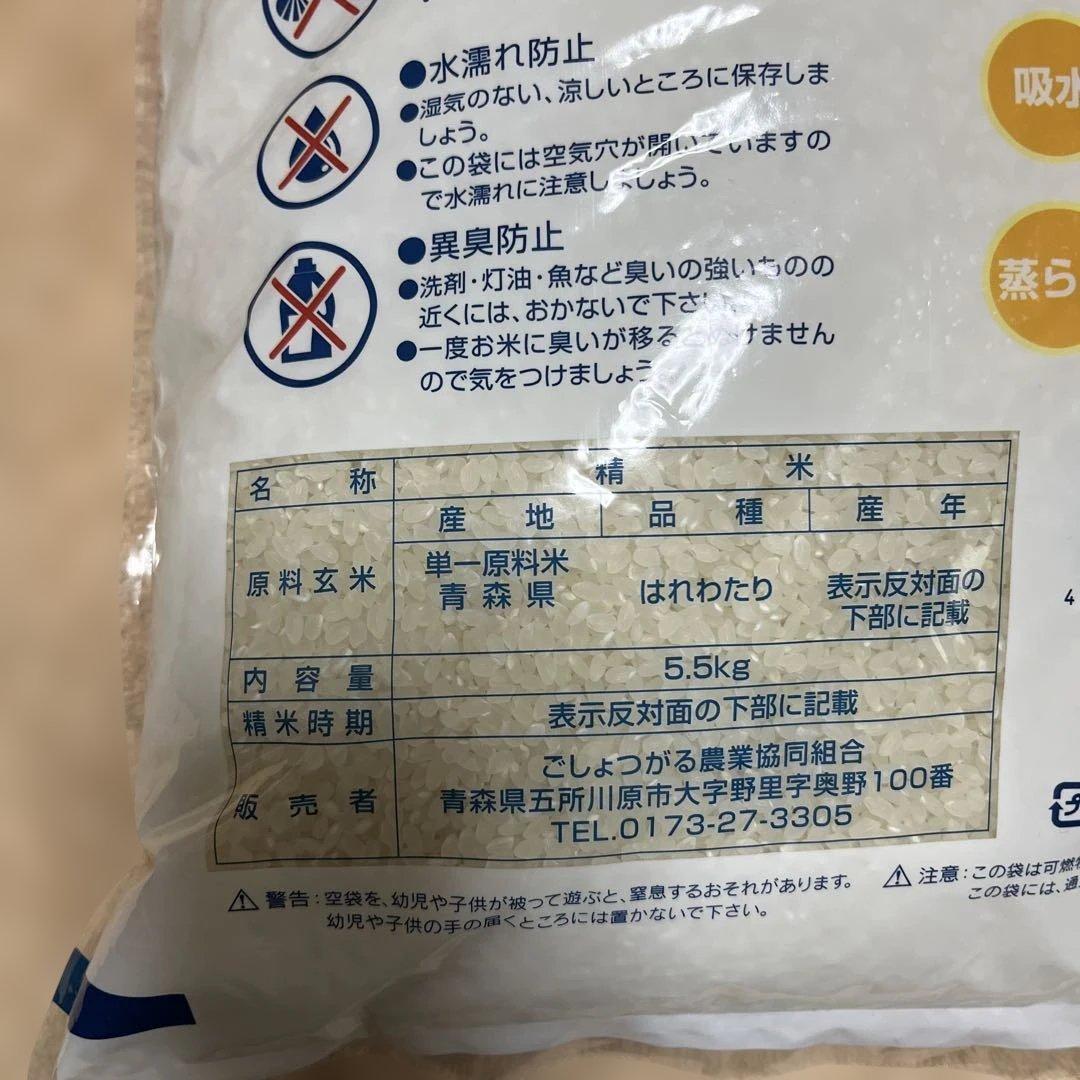 ●水濡れ防止
●湿気のない、涼しいところに保存しま
しょう。
●この袋には空気穴が開いていますの
で水濡れに注意しましょう。
●異臭防止
●洗剤・灯油・魚など臭いの強いものの
近くには、おかないで下さい。
●一度お米に臭いが移るとぬけません
ので気をつけましょう
吸水
蒸ら
名称 精米
原料玄米 産地 品種 産年
単一原料米
青森県 はれわたり 表示反対面の
下部に記載
内容量 5.5kg
精米時期 表示反対面の下部に記載
販売者 ごしょつがる農業協同組合
青森県五所川原市大字野里字奥野100番
TEL.0173-27-3305
4
⚠警告:空袋を、幼児や子供が被って遊ぶと、窒息するおそれがあります。
幼児や子供の手の届くところには置かないで下さい。
⚠注意:この袋は可燃
この袋には、通